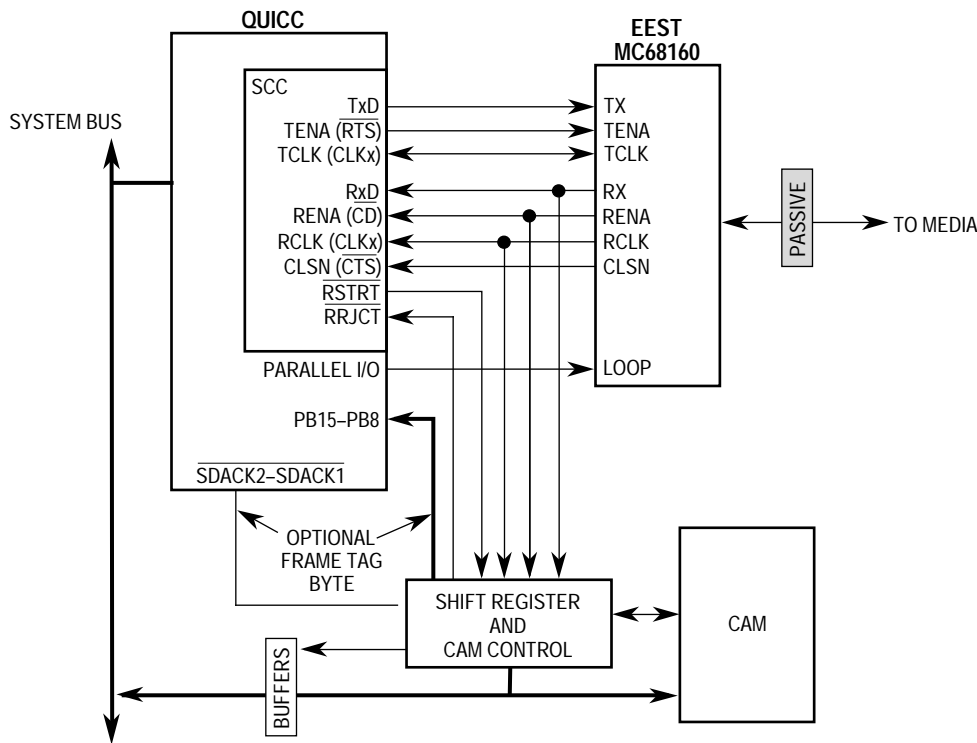 QUICC
EEST
MC68160
SCC
SYSTEM BUS
TxD
TENA (RTS)
TCLK (CLKx)
RxD
RENA (CD)
RCLK (CLKx)
CLSN (CTS)
RSTRT
RRJCT
PARALLEL I/O
PB15–PB8
SDACK2–SDACK1
TX
TENA
TCLK
RX
RENA
RCLK
CLSN
LOOP
PASSIVE
TO MEDIA
OPTIONAL
FRAME TAG
BYTE
SHIFT REGISTER
AND
CAM CONTROL
CAM
BUFFERS